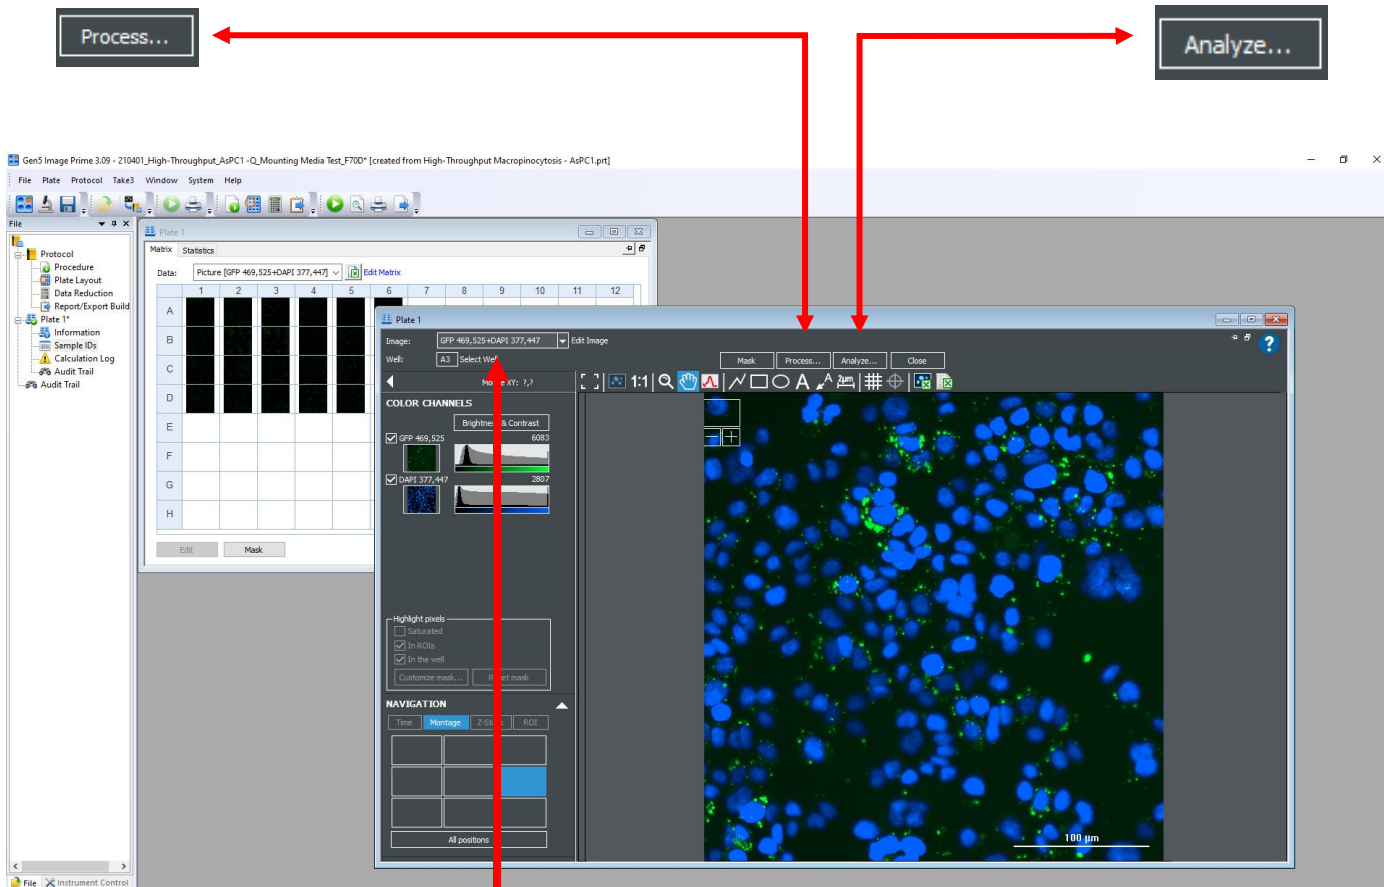 Process...
Analyze...
Gen5 Image Prime 3.09 - 210401_High-Throughput_AsPC1 -Q_Mounting Media Test_F70D* [created from High-Throughput Macropinocytosis - AsPC1.prt]
File Plate Protocol Take3 Window System Help
File
Protocol
Procedure
Plate Layout
Data Reduction
Report/Export Build
Plate 1*
Information
Sample IDs
Calculation Log
Audit Trail
Audit Trail
File Instrument Control
Plate 1
Matrix Statistics
Data: Picture [GFP 469,525+DAPI 377,447] Edit Matrix
1 2 3 4 5 6 7 8 9 10 11 12
A
B
C
D
E
F
G
H
Edit Mask
Plate 1
Image: GFP 469,525+DAPI 377,447 Edit Image
Well: A3 Select Well
Mask Process... Analyze... Close
XY: ?,?
1:1 A A 2µm
COLOR CHANNELS
Brightness & Contrast
GFP 469,525 6083
DAPI 377,447 2807
Highlight pixels
Saturated
In ROIs
In the well
Customize mask... mask
NAVIGATION
Time Montage ROI
All positions
100 µm